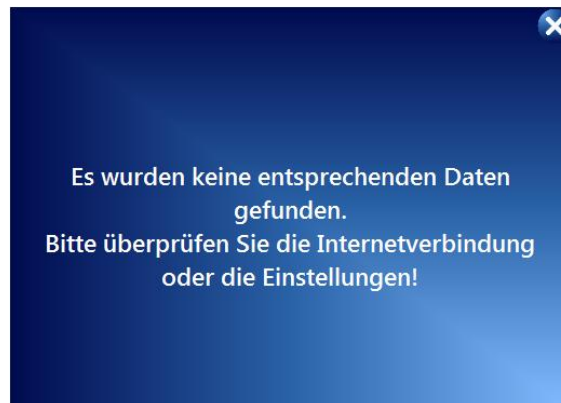 Es wurden keine entsprechenden Daten
gefunden.
Bitte überprüfen Sie die Internetverbindung
oder die Einstellungen!